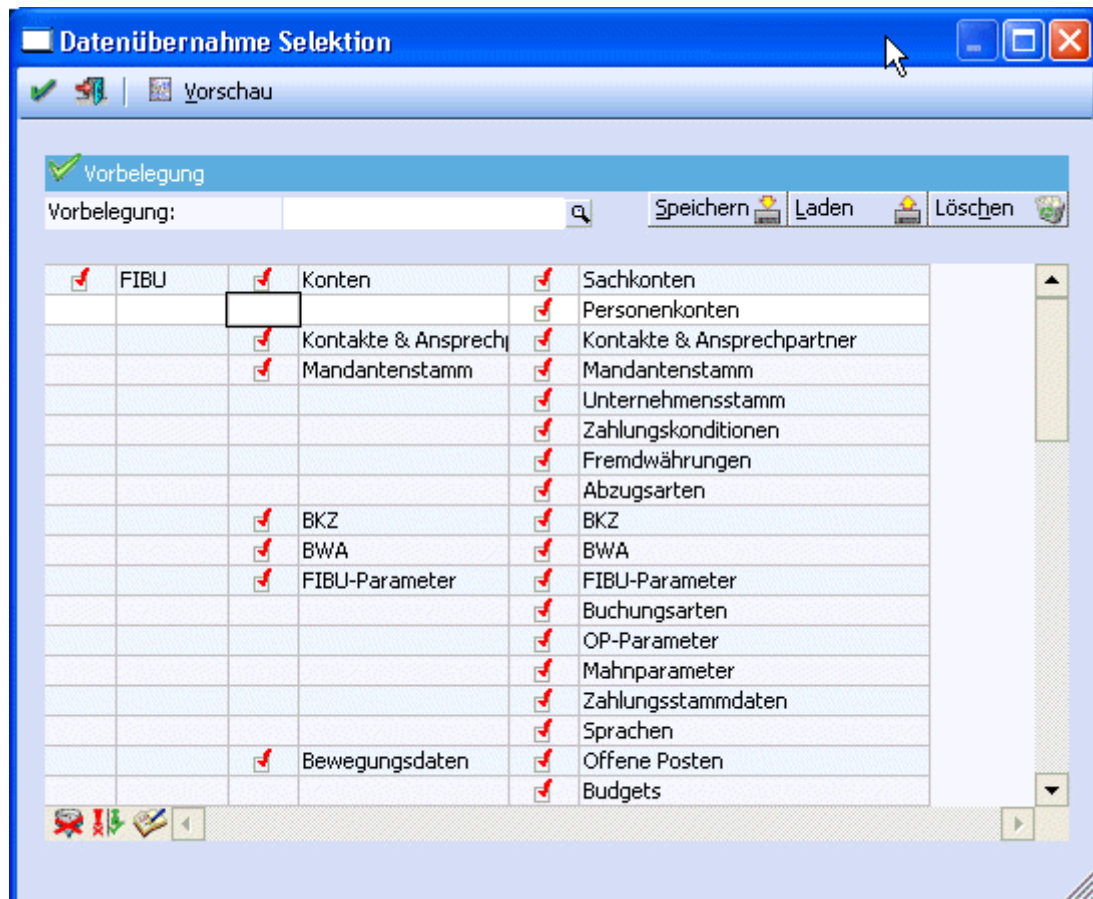 Datenübernahme Selektion
Vorschau
Vorbelegung
Vorbelegung: Speichern Laden Löschen
FIBU Konten Sachkonten
Personenkonten
Kontakte & Ansprechp Kontakte & Ansprechpartner
Mandantenstamm Mandantenstamm
Unternehmensstamm
Zahlungskonditionen
Fremdwährungen
Abzugsarten
BKZ BKZ
BWA BWA
FIBU-Parameter FIBU-Parameter
Buchungsarten
OP-Parameter
Mahnparameter
Zahlungsstammdaten
Sprachen
Bewegungsdaten Offene Posten
Budgets